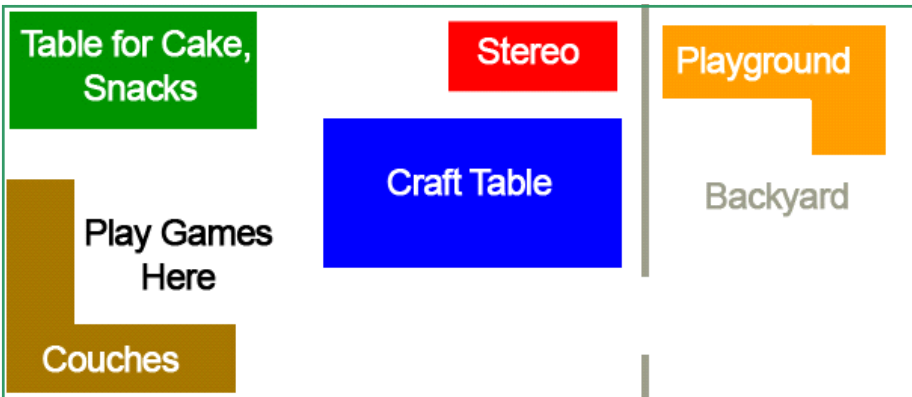 Table for Cake,
Snacks
Stereo
Playground
Craft Table
Backyard
Play Games
Here
Couches